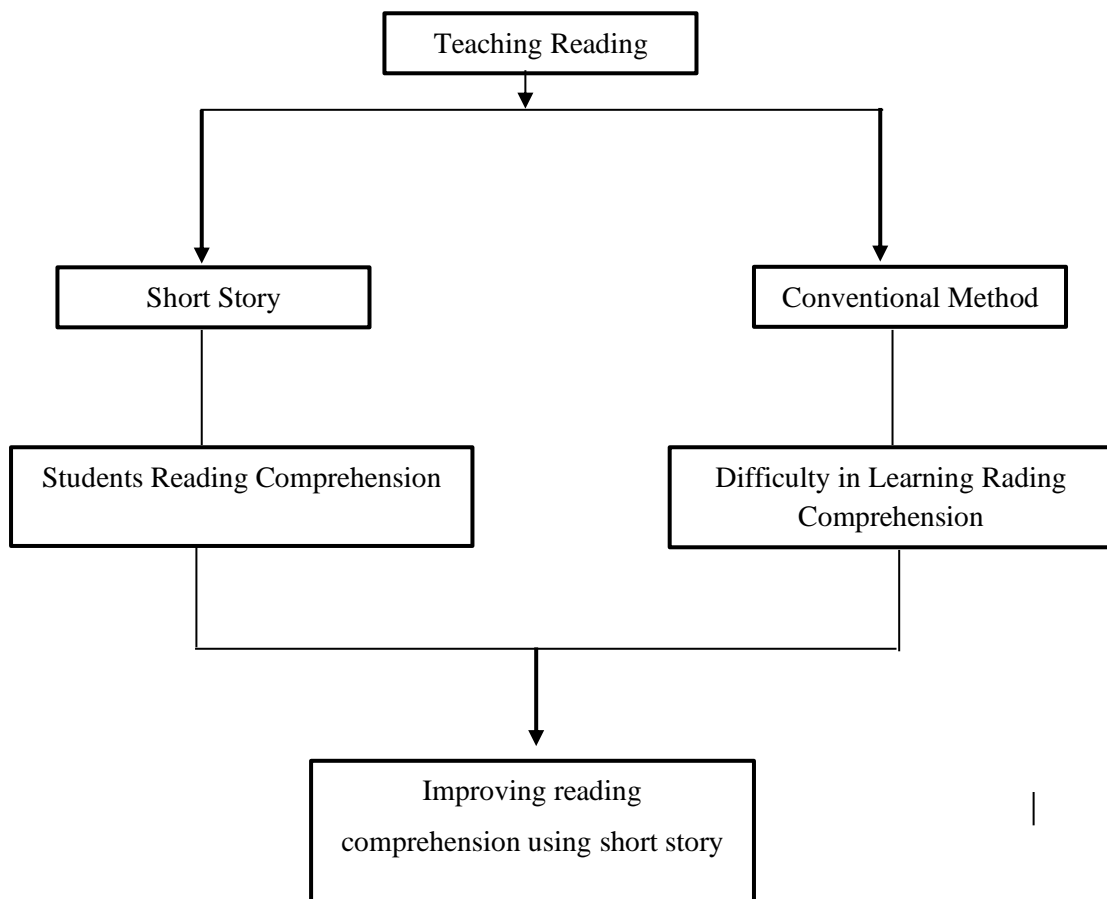 Teaching Reading
Short Story
Conventional Method
Students Reading Comprehension
Difficulty in Learning Rading
Comprehension
Improving reading
comprehension using short story